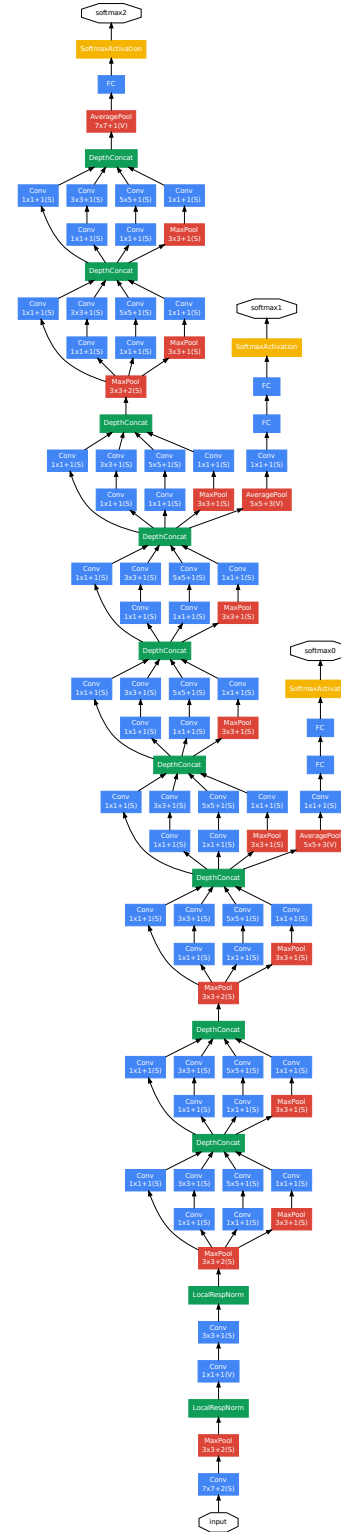 softmax2
SoftmaxActivation
FC
AveragePool
7x7+1(V)
DepthConcat
Conv Conv Conv Conv
1x1+1(S) 3x3+1(S) 5x5+1(S) 1x1+1(S)
Conv Conv MaxPool
1x1+1(S) 1x1+1(S) 3x3+1(S)
DepthConcat
Conv Conv Conv Conv
1x1+1(S) 3x3+1(S) 5x5+1(S) 1x1+1(S)
softmax1
Conv Conv MaxPool SoftmaxActivation
1x1+1(S) 1x1+1(S) 3x3+1(S)
MaxPool FC
3x3+2(S)
DepthConcat FC
Conv Conv Conv Conv Conv
1x1+1(S) 3x3+1(S) 5x5+1(S) 1x1+1(S) 1x1+1(S)
Conv Conv MaxPool AveragePool
1x1+1(S) 1x1+1(S) 3x3+1(S) 5x5+3(V)
DepthConcat
Conv Conv Conv Conv
1x1+1(S) 3x3+1(S) 5x5+1(S) 1x1+1(S)
Conv Conv MaxPool
1x1+1(S) 1x1+1(S) 3x3+1(S)
DepthConcat softmax0
Conv Conv Conv Conv SoftmaxActivat
1x1+1(S) 3x3+1(S) 5x5+1(S) 1x1+1(S)
Conv Conv MaxPool FC
1x1+1(S) 1x1+1(S) 3x3+1(S)
DepthConcat FC
Conv Conv Conv Conv Conv
1x1+1(S) 3x3+1(S) 5x5+1(S) 1x1+1(S) 1x1+1(S)
Conv Conv MaxPool AveragePool
1x1+1(S) 1x1+1(S) 3x3+1(S) 5x5+3(V)
DepthConcat
Conv Conv Conv Conv
1x1+1(S) 3x3+1(S) 5x5+1(S) 1x1+1(S)
Conv Conv MaxPool
1x1+1(S) 1x1+1(S) 3x3+1(S)
MaxPool
3x3+2(S)
DepthConcat
Conv Conv Conv Conv
1x1+1(S) 3x3+1(S) 5x5+1(S) 1x1+1(S)
Conv Conv MaxPool
1x1+1(S) 1x1+1(S) 3x3+1(S)
DepthConcat
Conv Conv Conv Conv
1x1+1(S) 3x3+1(S) 5x5+1(S) 1x1+1(S)
Conv Conv MaxPool
1x1+1(S) 1x1+1(S) 3x3+1(S)
MaxPool
3x3+2(S)
LocalRespNorm
Conv
3x3+1(S)
Conv
1x1+1(V)
LocalRespNorm
MaxPool
3x3+2(S)
Conv
7x7+2(S)
input